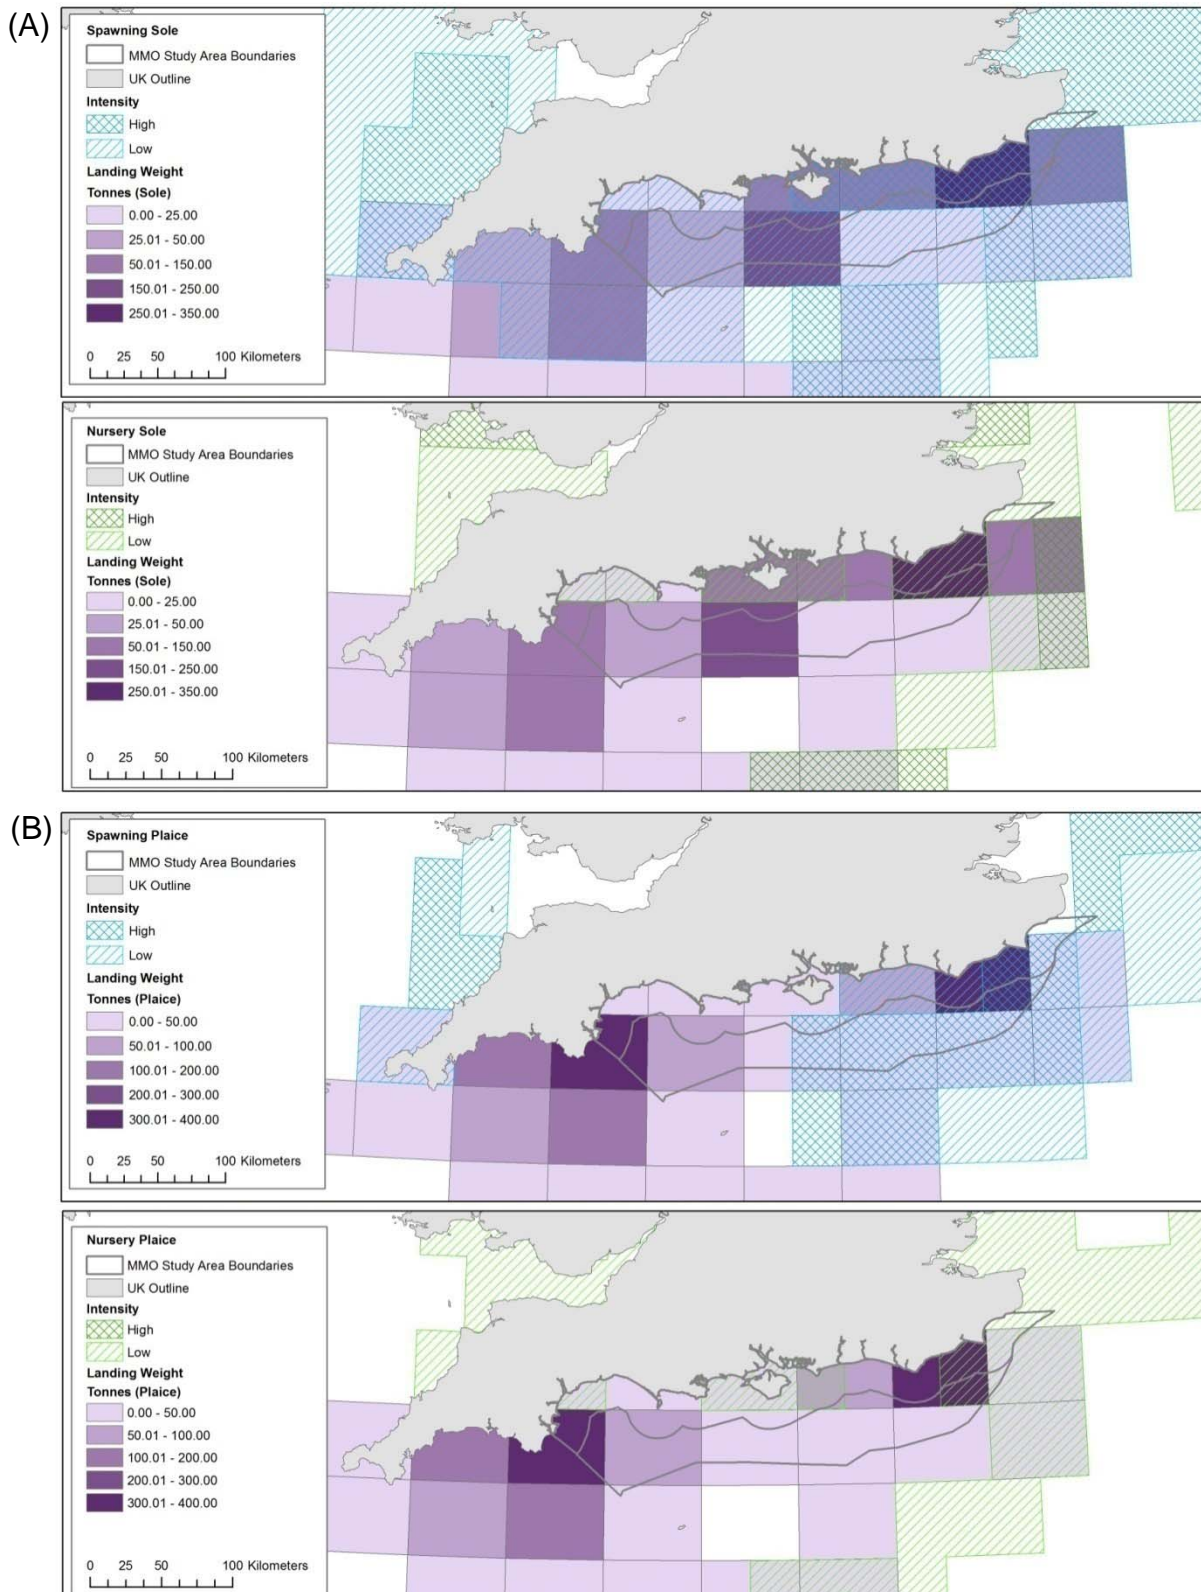 (A)
Spawning Sole
MMO Study Area Boundaries
UK Outline
Intensity
High
Low
Landing Weight
Tonnes (Sole)
0.00 - 25.00
25.01 - 50.00
50.01 - 150.00
150.01 - 250.00
250.01 - 350.00
0 25 50 100 Kilometers
Nursery Sole
MMO Study Area Boundaries
UK Outline
Intensity
High
Low
Landing Weight
Tonnes (Sole)
0.00 - 25.00
25.01 - 50.00
50.01 - 150.00
150.01 - 250.00
250.01 - 350.00
0 25 50 100 Kilometers
(B)
Spawning Plaice
MMO Study Area Boundaries
UK Outline
Intensity
High
Low
Landing Weight
Tonnes (Plaice)
0.00 - 50.00
50.01 - 100.00
100.01 - 200.00
200.01 - 300.00
300.01 - 400.00
0 25 50 100 Kilometers
Nursery Plaice
MMO Study Area Boundaries
UK Outline
Intensity
High
Low
Landing Weight
Tonnes (Plaice)
0.00 - 50.00
50.01 - 100.00
100.01 - 200.00
200.01 - 300.00
300.01 - 400.00
0 25 50 100 Kilometers